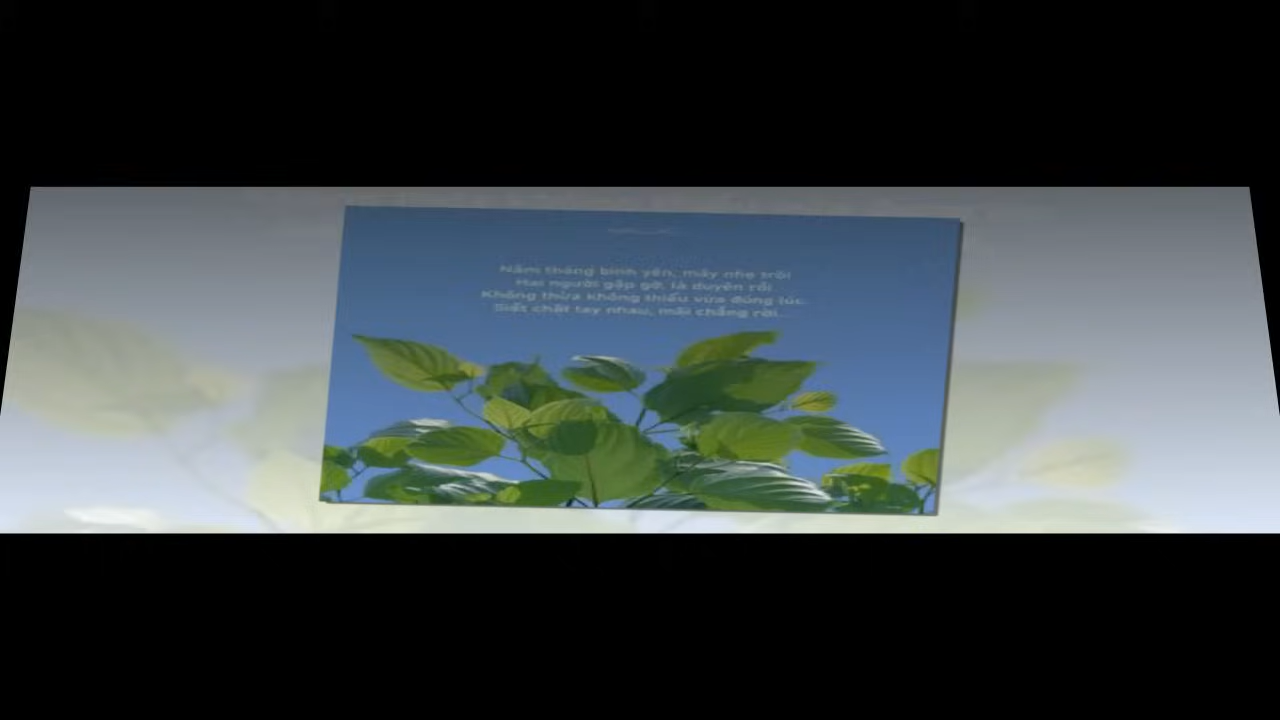 Năm tháng bình yên, mây nhẹ trôi
Hai người gặp gỡ, là duyên rồi
Không thừa không thiếu vừa đúng lúc
Siết chặt tay nhau, mãi chẳng rời...